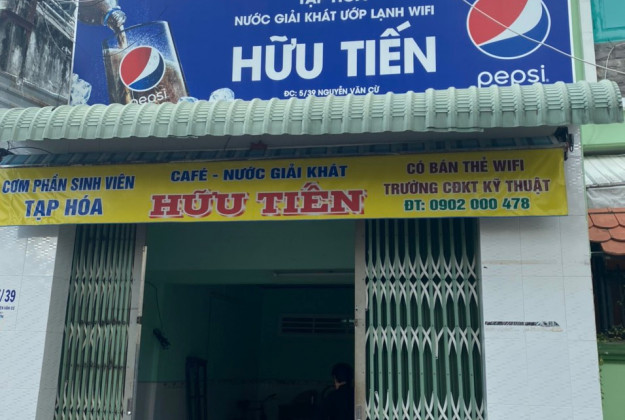 NƯỚC GIẢI KHÁT ƯỚP LẠNH WIFI
HỮU TIẾN
ĐC: 5/39 NGUYỄN VĂN CỪ
pepsi
pepsi
CƠM PHẦN SINH VIÊN
TẠP HÓA
CAFÉ - NƯỚC GIẢI KHÁT
HỮU TIẾN
CÓ BÁN THẺ WIFI
TRƯỜNG CĐKT KỸ THUẬT
ĐT: 0902 000 478
/39